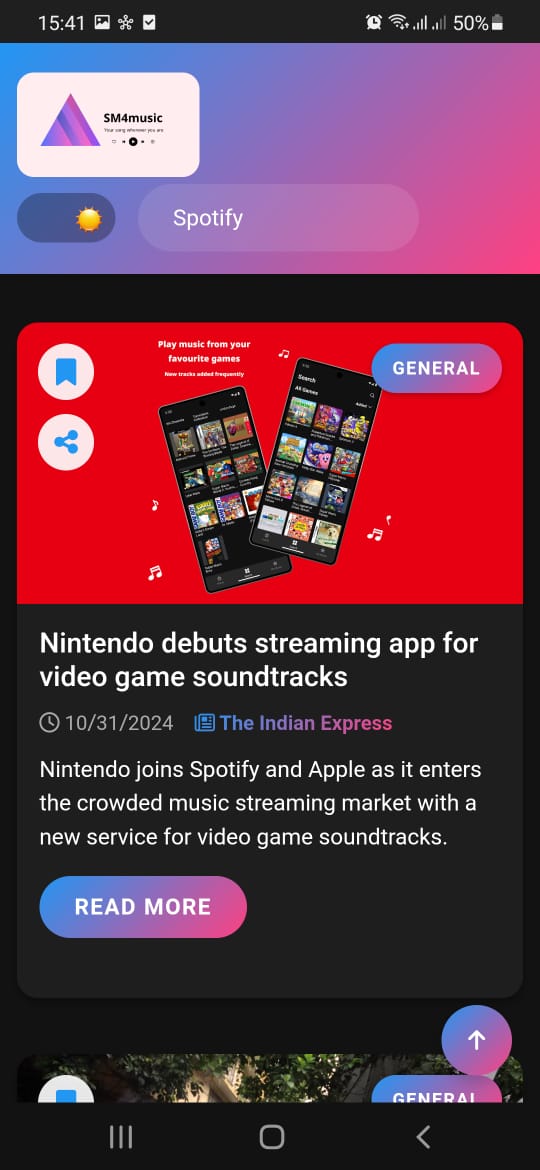 15:41
50%
SM4music
Your song wherever you are
Spotify
Play music from your
favourite games
New tracks added frequently
GENERAL
Search
All Games
Nintendo debuts streaming app for
video game soundtracks
10/31/2024 The Indian Express
Nintendo joins Spotify and Apple as it enters
the crowded music streaming market with a
new service for video game soundtracks.
READ MORE
GENERAL